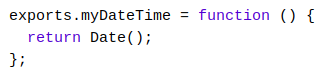 exports.myDateTime = function () {
  return Date();
};